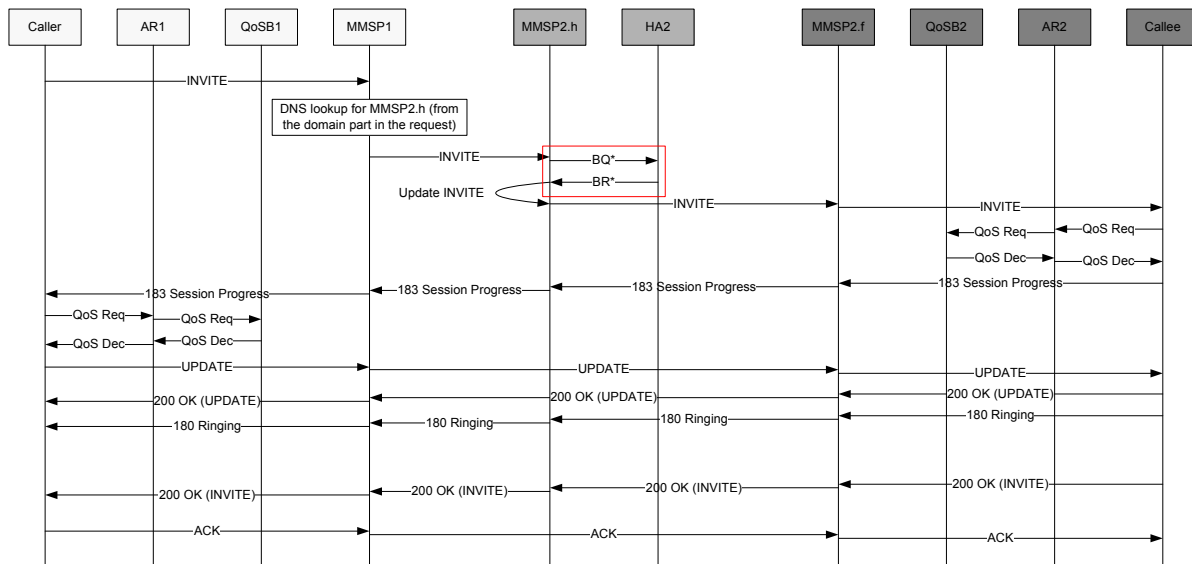 Caller AR1 QoSB1 MMSP1 MMSP2.h HA2 MMSP2.f QoSB2 AR2 Callee
INVITE
DNS lookup for MMSP2.h (from
the domain part in the request)
INVITE BQ*
BR*
Update INVITE
INVITE INVITE
QoS Req QoS Req
QoS Dec QoS Dec
183 Session Progress 183 Session Progress 183 Session Progress 183 Session Progress
QoS Req QoS Req
QoS Dec QoS Dec
UPDATE UPDATE UPDATE
200 OK (UPDATE) 200 OK (UPDATE) 200 OK (UPDATE)
180 Ringing 180 Ringing 180 Ringing 180 Ringing
200 OK (INVITE) 200 OK (INVITE) 200 OK (INVITE) 200 OK (INVITE)
ACK ACK ACK